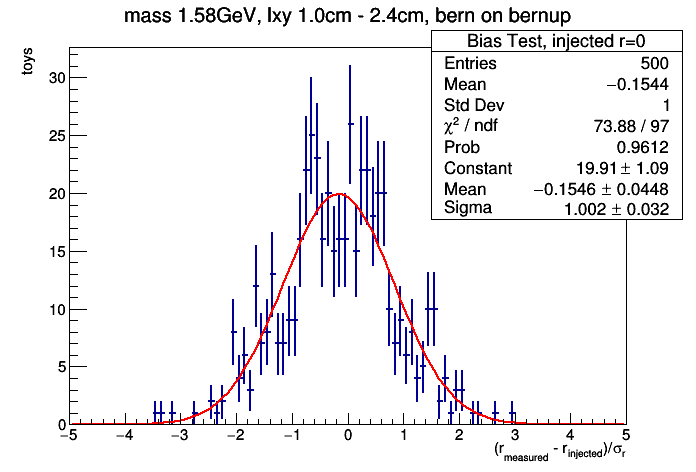 mass 1.58GeV, lxy 1.0cm - 2.4cm, bern on bernup
Bias Test, injected r=0
Entries 500
Mean −0.1544
Std Dev 1
χ² / ndf 73.88 / 97
Prob 0.9612
Constant 19.91 ± 1.09
Mean −0.1546 ± 0.0448
Sigma 1.002 ± 0.032
toys
30
25
20
15
10
5
0
−5 −4 −3 −2 −1 0 1 2 3 4 5
(r_measured - r_injected)/σ_r